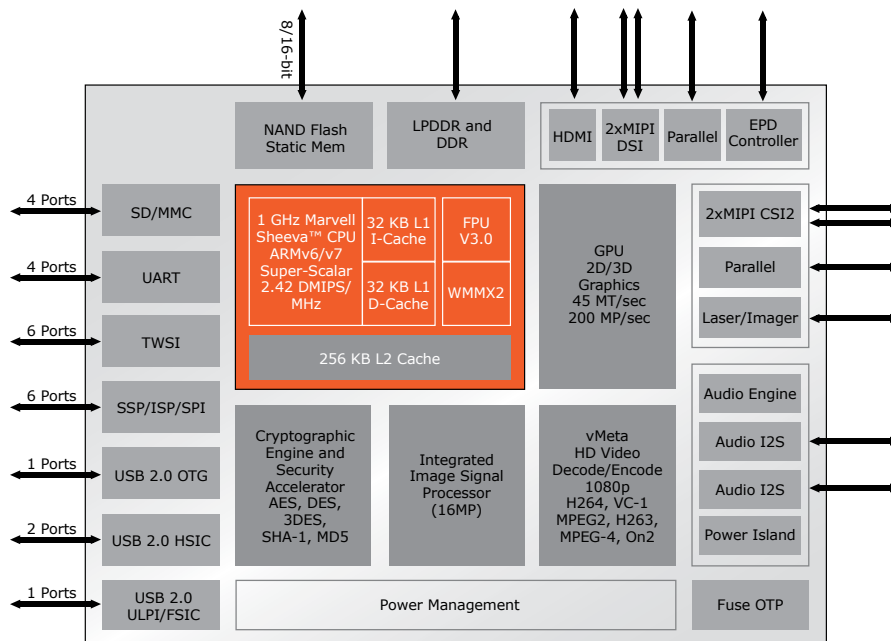 8/16-bit
NAND Flash
Static Mem
LPDDR and
DDR
HDMI
2xMIPI
DSI
Parallel
EPD
Controller
4 Ports
SD/MMC
4 Ports
UART
6 Ports
TWSI
6 Ports
SSP/ISP/SPI
1 Ports
USB 2.0 OTG
2 Ports
USB 2.0 HSIC
1 Ports
USB 2.0
ULPI/FSIC
1 GHz Marvell
Sheeva™ CPU
ARMv6/v7
Super-Scalar
2.42 DMIPS/
MHz
32 KB L1
I-Cache
32 KB L1
D-Cache
FPU
V3.0
WMMX2
256 KB L2 Cache
GPU
2D/3D
Graphics
45 MT/sec
200 MP/sec
2xMIPI CSI2
Parallel
Laser/Imager
Cryptographic
Engine and
Security
Accelerator
AES, DES,
3DES,
SHA-1, MD5
Integrated
Image Signal
Processor
(16MP)
vMeta
HD Video
Decode/Encode
1080p
H264, VC-1
MPEG2, H263,
MPEG-4, On2
Audio Engine
Audio I2S
Audio I2S
Power Island
Power Management
Fuse OTP